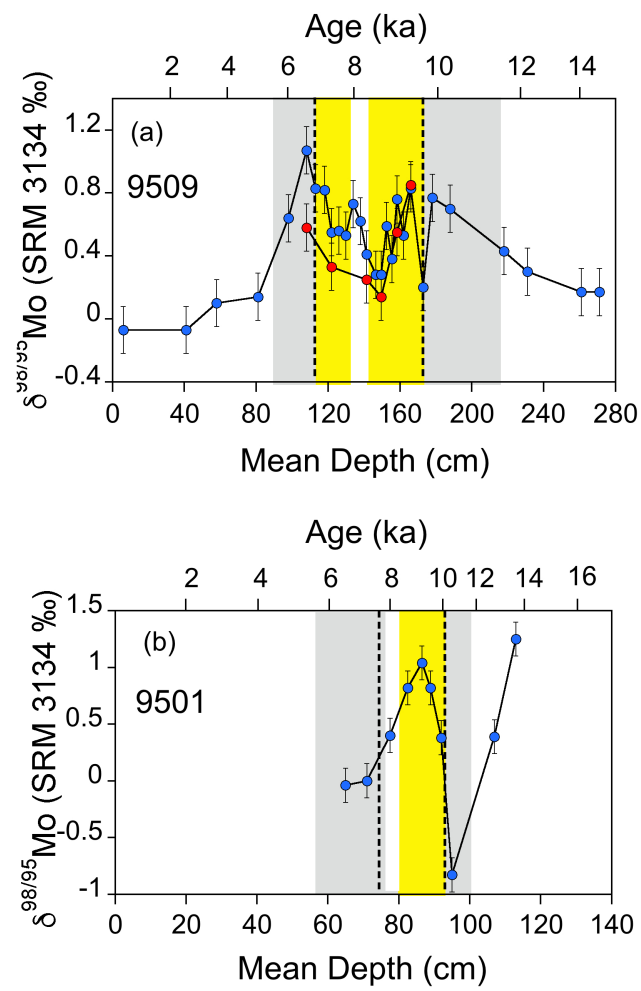 Age (ka)
2 4 6 8 10 12 14
(a)
9509
δ98/95Mo (SRM 3134 ‰)
1.2
0.8
0.4
0
-0.4
0 40 80 120 160 200 240 280
Mean Depth (cm)
Age (ka)
2 4 6 8 10 12 14 16
(b)
9501
δ98/95Mo (SRM 3134 ‰)
1.5
1
0.5
0
-0.5
-1
0 20 40 60 80 100 120 140
Mean Depth (cm)